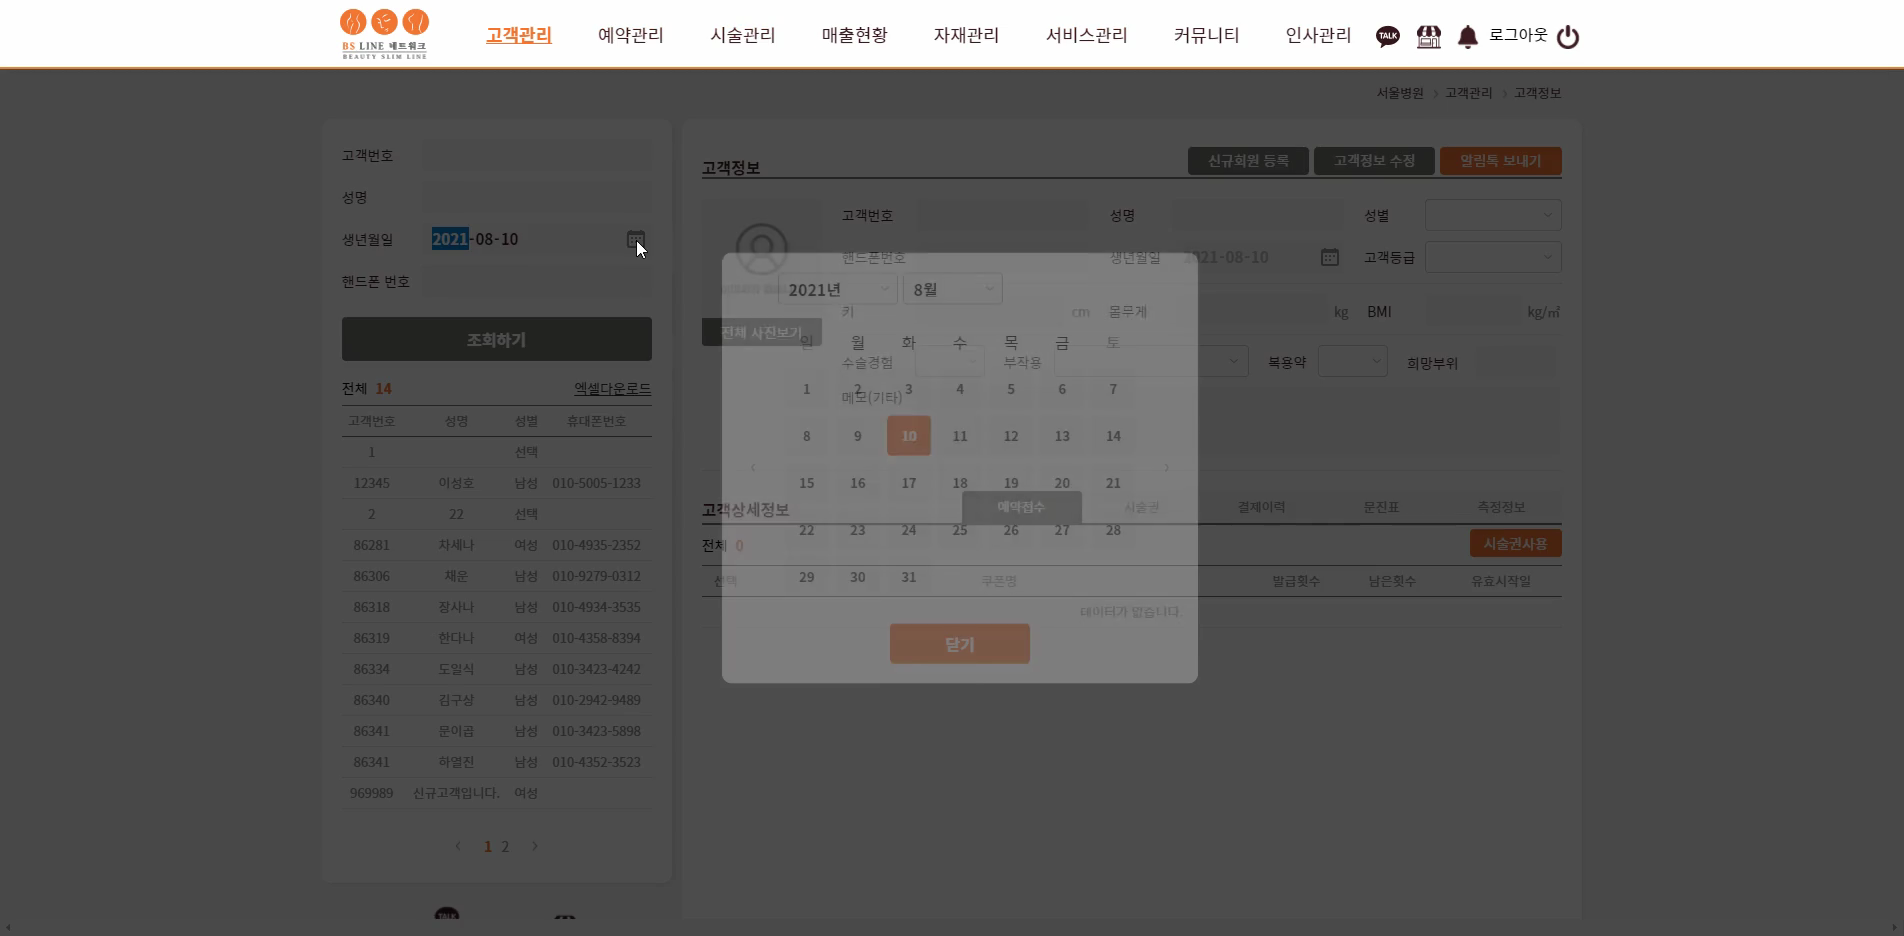 BS LINE 네트워크
BEAUTY SLIM LINE
고객관리 예약관리 시술관리 매출현황 자재관리 서비스관리 커뮤니티 인사관리 TALK 로그아웃
서울병원 > 고객관리 > 고객정보
고객번호
성명
생년월일 2021-08-10
핸드폰 번호
조회하기
전체 14 엑셀다운로드
고객번호 성명 성별 휴대폰번호
1 선택
12345 이성호 남성 010-5005-1233
2 22 선택
86281 차세나 여성 010-4935-2352
86306 채운 남성 010-9279-0312
86318 장사나 남성 010-4934-3535
86319 한다나 여성 010-4358-8394
86334 도일식 남성 010-3423-4242
86340 김구상 남성 010-2942-9489
86341 문이곰 남성 010-3423-5898
86341 하열진 남성 010-4352-3523
969989 신규고객입니다. 여성
< 1 2 >
TALK
고객정보 신규회원 등록 고객정보 수정 알림톡 보내기
고객번호 성명 성별
핸드폰번호 생년월일 2021-08-10 고객등급
키 cm 몸무게 kg BMI kg/㎡
전체 사진보기
수술경험 부작용 복용약 희망부위
메모(기타)
고객상세정보 예약접수 시술권 결제이력 문진표 측정정보
전체 0 시술권사용
선택 쿠폰명 발급횟수 남은횟수 유효시작일
데이터가 없습니다.
2021년 8월
일 월 화 수 목 금 토
1 2 3 4 5 6 7
8 9 10 11 12 13 14
15 16 17 18 19 20 21
22 23 24 25 26 27 28
29 30 31
닫기